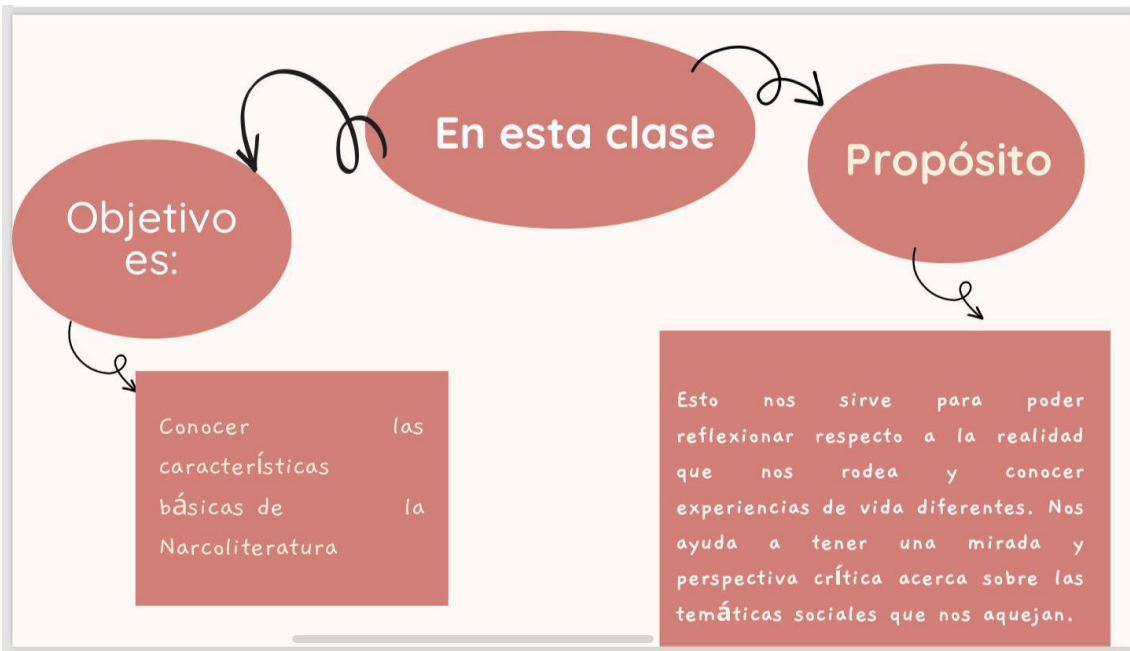 En esta clase
Objetivo
es:
Conocer las
características
básicas de la
Narcoliteratura
Propósito
Esto nos sirve para poder
reflexionar respecto a la realidad
que nos rodea y conocer
experiencias de vida diferentes. Nos
ayuda a tener una mirada y
perspectiva crítica acerca sobre las
temáticas sociales que nos aquejan.